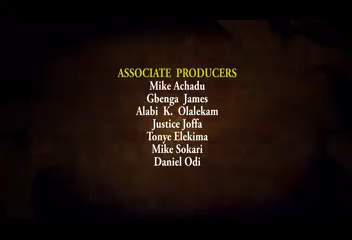 ASSOCIATE PRODUCERS
Mike Achadu
Gbenga James
Alabi K. Olalekam
Justice Joffa
Tonye Elekima
Mike Sokari
Daniel Odi